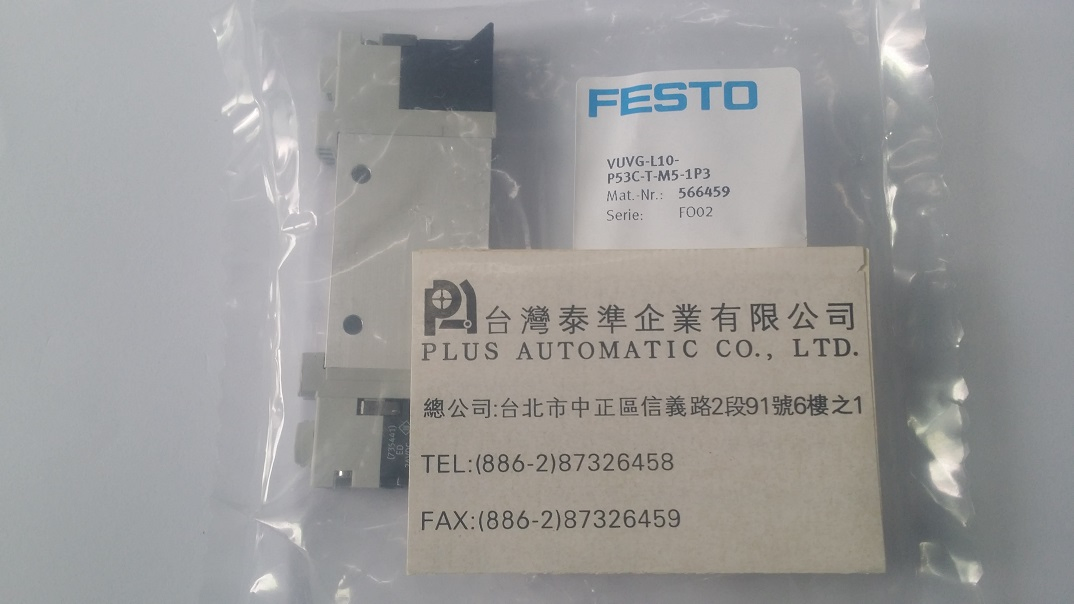 FESTO
VUVG-L10-
P53C-T-M5-1P3
Mat.-Nr.: 566459
Serie: FO02
台灣泰準企業有限公司
PLUS AUTOMATIC CO., LTD.
總公司:台北市中正區信義路2段91號6樓之1
TEL:(886-2)87326458
FAX:(886-2)87326459